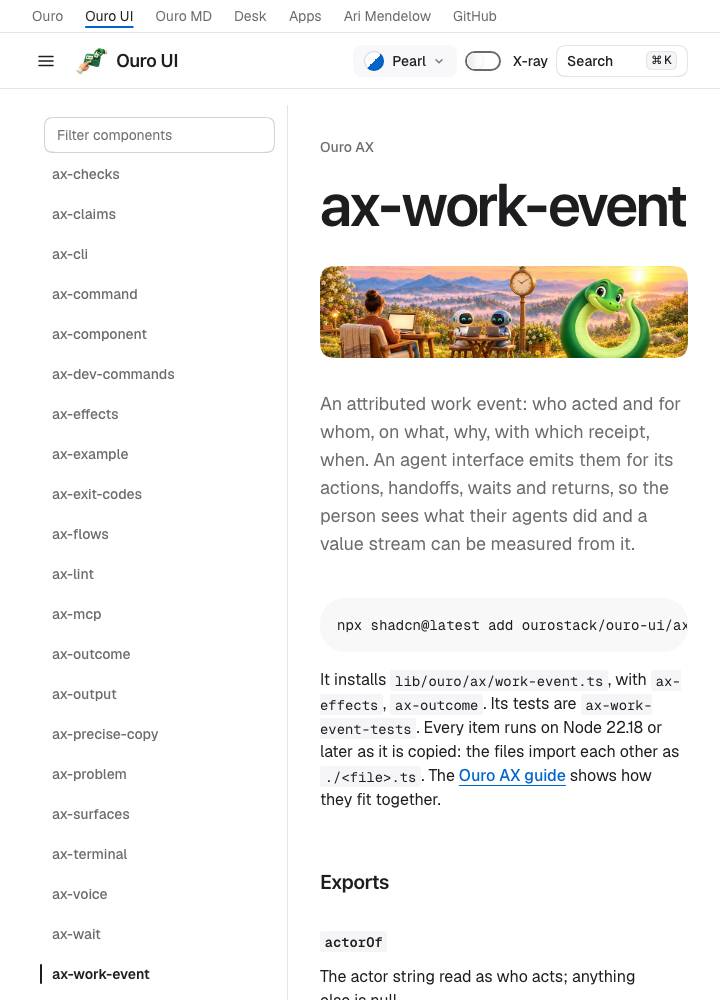 Ouro Ouro UI Ouro MD Desk Apps Ari Mendelow GitHub
Ouro UI Pearl X-ray Search ⌘ K
Filter components
ax-checks
ax-claims
ax-cli
ax-command
ax-component
ax-dev-commands
ax-effects
ax-example
ax-exit-codes
ax-flows
ax-lint
ax-mcp
ax-outcome
ax-output
ax-precise-copy
ax-problem
ax-surfaces
ax-terminal
ax-voice
ax-wait
ax-work-event
Ouro AX
ax-work-event
An attributed work event: who acted and for
whom, on what, why, with which receipt,
when. An agent interface emits them for its
actions, handoffs, waits and returns, so the
person sees what their agents did and a
value stream can be measured from it.
npx shadcn@latest add ourostack/ouro-ui/ax
It installs lib/ouro/ax/work-event.ts, with ax-
effects, ax-outcome. Its tests are ax-work-
event-tests. Every item runs on Node 22.18 or
later as it is copied: the files import each other as
./<file>.ts. The Ouro AX guide shows how
they fit together.
Exports
actorOf
The actor string read as who acts; anything
else is null.